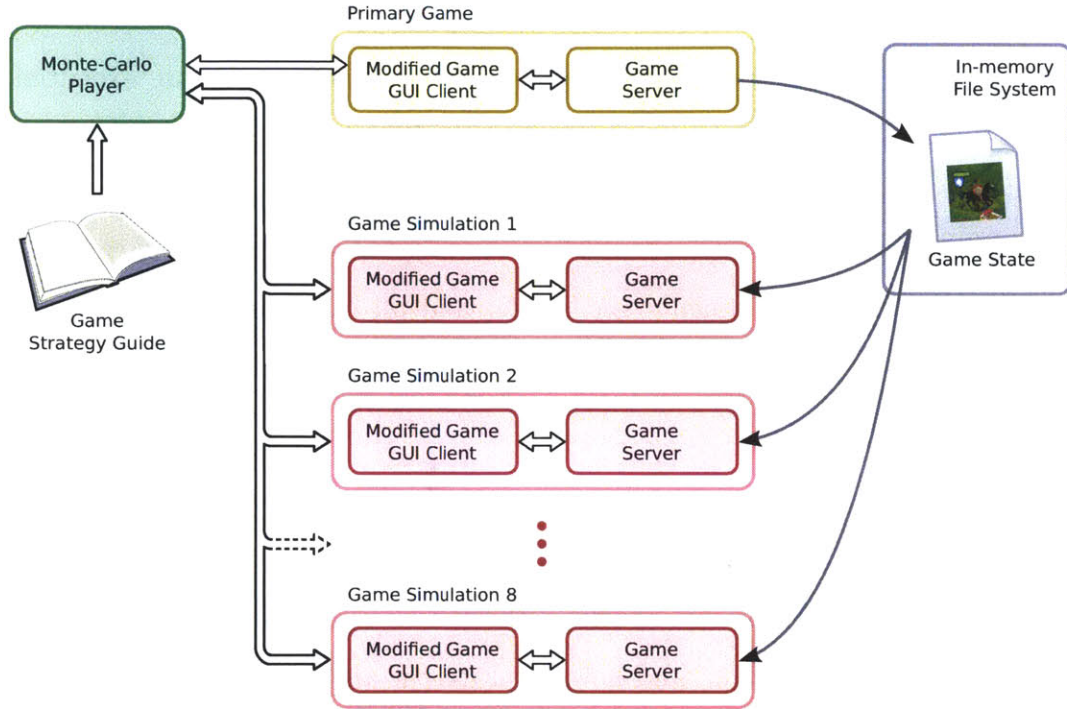 Primary Game
Monte-Carlo
Player
Modified Game
GUI Client
Game
Server
In-memory
File System
Game State
Game
Strategy Guide
Game Simulation 1
Modified Game
GUI Client
Game
Server
Game Simulation 2
Modified Game
GUI Client
Game
Server
Game Simulation 8
Modified Game
GUI Client
Game
Server